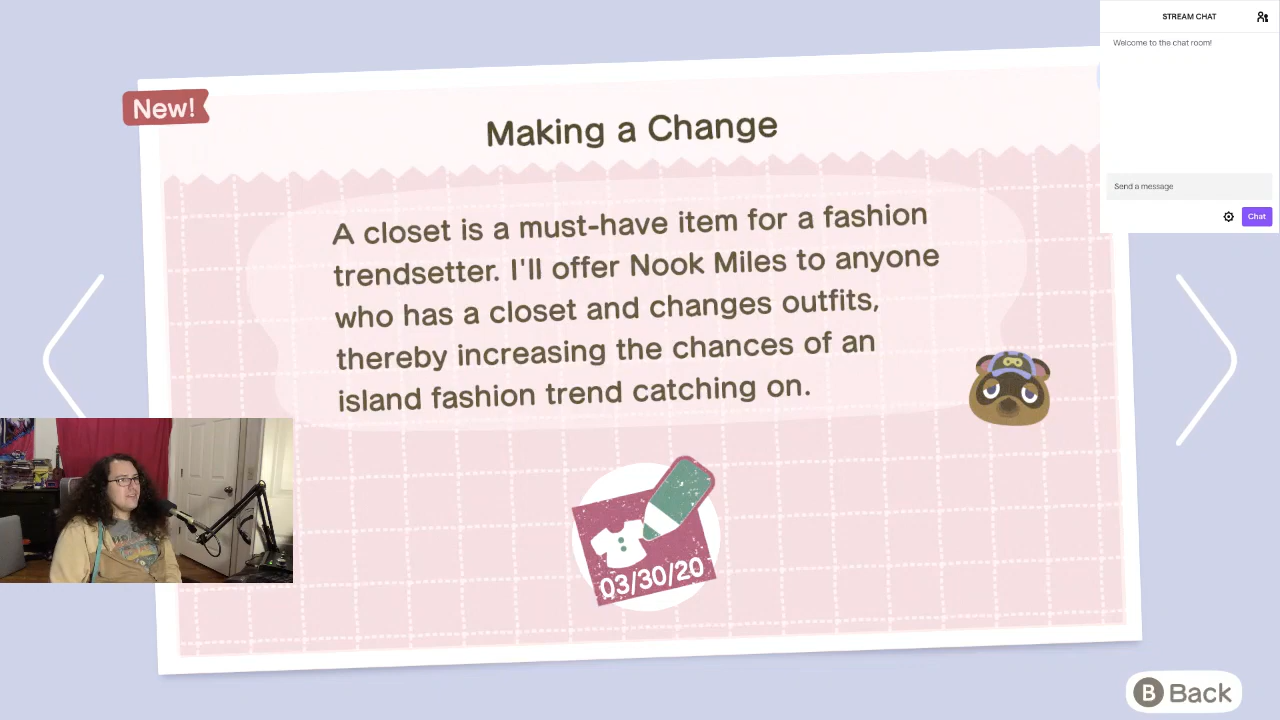 STREAM CHAT
Welcome to the chat room!
New!
Making a Change
A closet is a must-have item for a fashion
trendsetter. I'll offer Nook Miles to anyone
who has a closet and changes outfits,
thereby increasing the chances of an
island fashion trend catching on.
Send a message
Chat
03/30/20
B Back